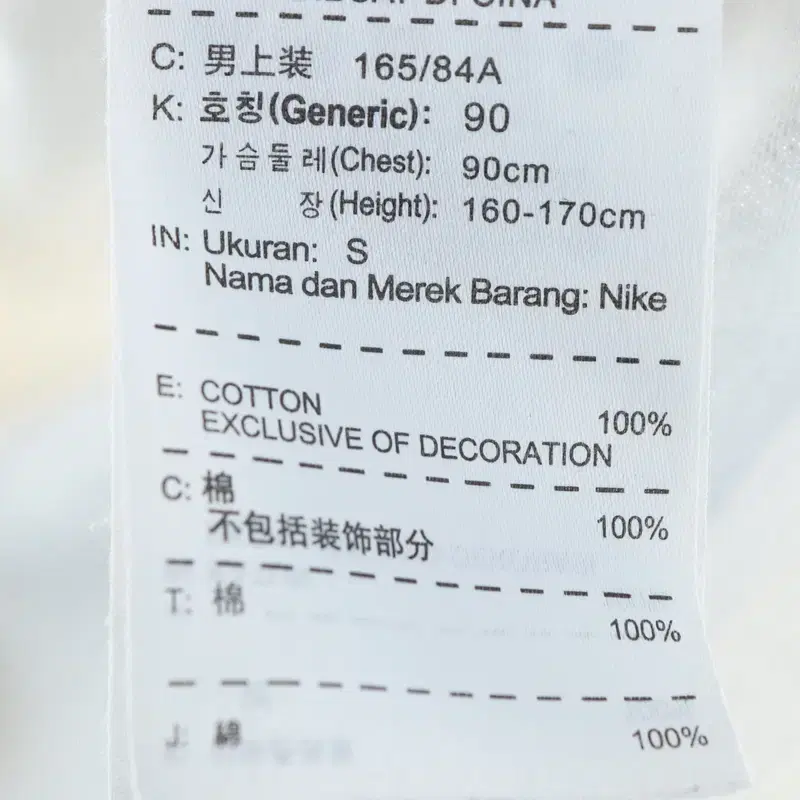 DI CINA
C: 男上装 165/84A
K: 호칭(Generic): 90
가슴둘레(Chest): 90cm
신 장(Height): 160-170cm
IN: Ukuran: S
Nama dan Merek Barang: Nike
E: COTTON 100%
EXCLUSIVE OF DECORATION
C: 棉 100%
不包括装饰部分
T: 棉 100%
J: 綿 100%